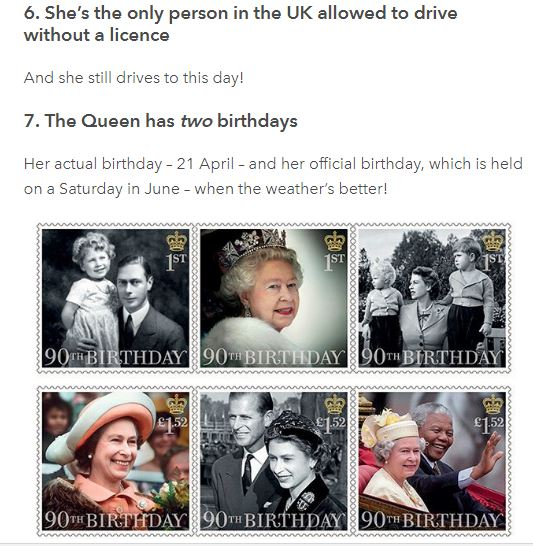 6. She's the only person in the UK allowed to drive
without a licence
And she still drives to this day!
7. The Queen has two birthdays
Her actual birthday – 21 April – and her official birthday, which is held
on a Saturday in June – when the weather's better!
1ST
1ST
1ST
90TH BIRTHDAY
90TH BIRTHDAY
90TH BIRTHDAY
£1.52
£1.52
£1.52
90TH BIRTHDAY
90TH BIRTHDAY
90TH BIRTHDAY